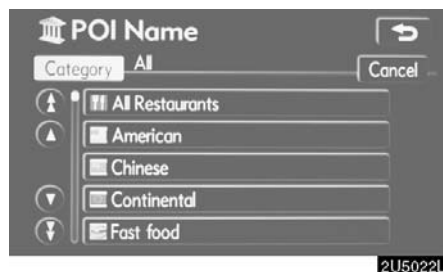 POI Name
Category All
Cancel
All Restaurants
American
Chinese
Continental
Fast food
2U5022I